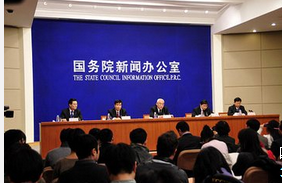 国务院新闻办公室
THE STATE COUNCIL INFORMATION OFFICE, P.R.C.